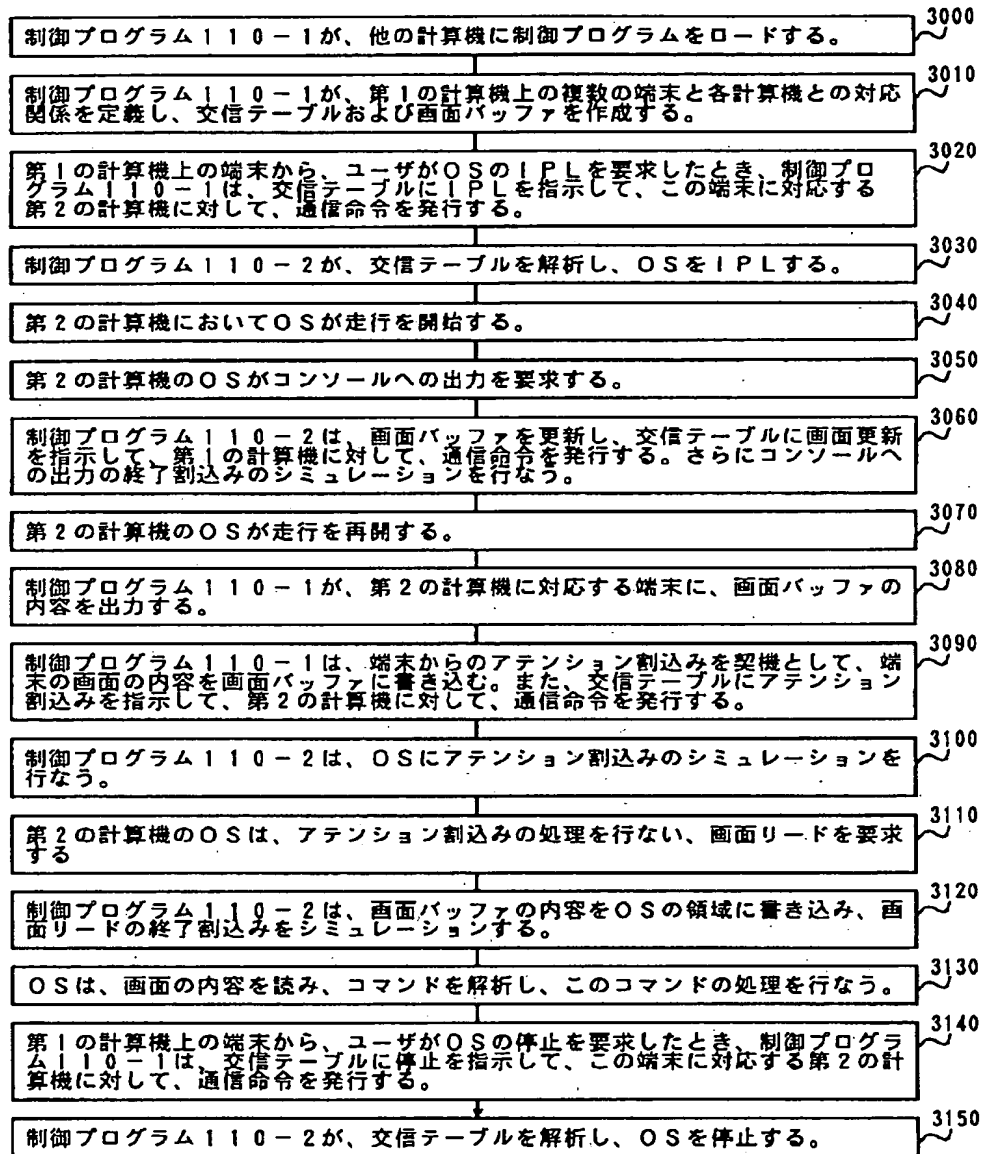 3000
制御プログラム110-1が、他の計算機に制御プログラムをロードする。
3010
制御プログラム110-1が、第1の計算機上の複数の端末と各計算機との対応
関係を定義し、交信テーブルおよび画面バッファを作成する。
3020
第1の計算機上の端末から、ユーザがOSのIPLを要求したとき、制御プロ
グラム110-1は、交信テーブルにIPLを指示して、この端末に対応する
第2の計算機に対して、通信命令を発行する。
3030
制御プログラム110-2が、交信テーブルを解析し、OSをIPLする。
3040
第2の計算機においてOSが走行を開始する。
3050
第2の計算機のOSがコンソールへの出力を要求する。
3060
制御プログラム110-2は、画面バッファを更新し、交信テーブルに画面更新
を指示して、第1の計算機に対して、通信命令を発行する。さらにコンソールへ
の出力の終了割込みのシミュレーションを行なう。
3070
第2の計算機のOSが走行を再開する。
3080
制御プログラム110-1が、第2の計算機に対応する端末に、画面バッファの
内容を出力する。
3090
制御プログラム110-1は、端末からのアテンション割込みを契機として、端
末の画面の内容を画面バッファに書き込む。また、交信テーブルにアテンション
割込みを指示して、第2の計算機に対して、通信命令を発行する。
3100
制御プログラム110-2は、OSにアテンション割込みのシミュレーションを
行なう。
3110
第2の計算機のOSは、アテンション割込みの処理を行ない、画面リードを要求
する
3120
制御プログラム110-2は、画面バッファの内容をOSの領域に書き込み、画
面リードの終了割込みをシミュレーションする。
3130
OSは、画面の内容を読み、コマンドを解析し、このコマンドの処理を行なう。
3140
第1の計算機上の端末から、ユーザがOSの停止を要求したとき、制御プログラ
ム110-1は、交信テーブルに停止を指示して、この端末に対応する第2の計
算機に対して、通信命令を発行する。
3150
制御プログラム110-2が、交信テーブルを解析し、OSを停止する。